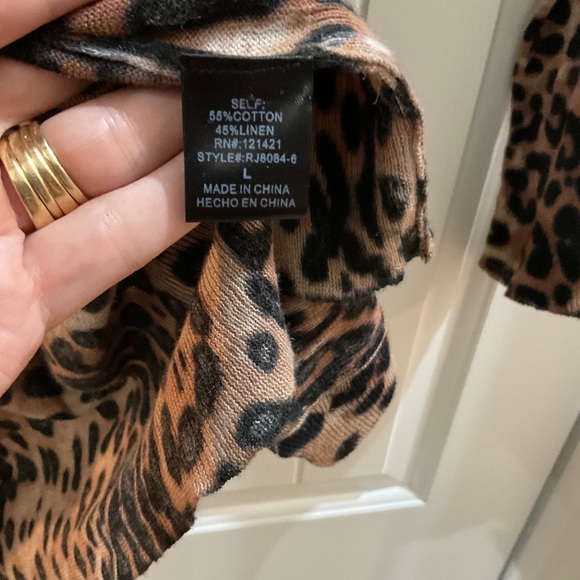 SELF:
55%COTTON
45%LINEN
RN#:121421
STYLE#:RJ8084-6
L
MADE IN CHINA
HECHO EN CHINA